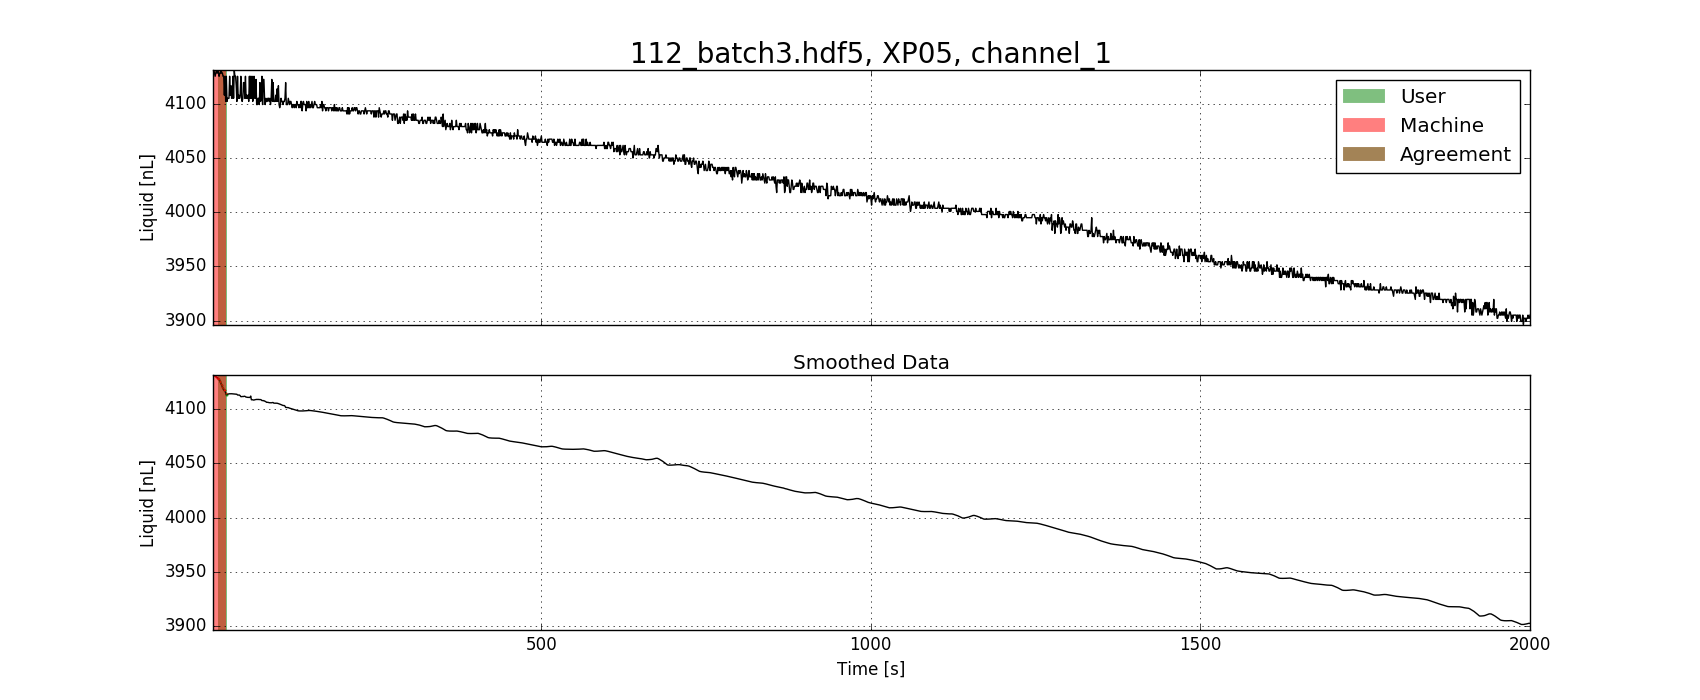 112_batch3.hdf5, XP05, channel_1
Liquid [nL]
4100
4050
4000
3950
3900
User
Machine
Agreement
Smoothed Data
Liquid [nL]
4100
4050
4000
3950
3900
500
1000
1500
2000
Time [s]